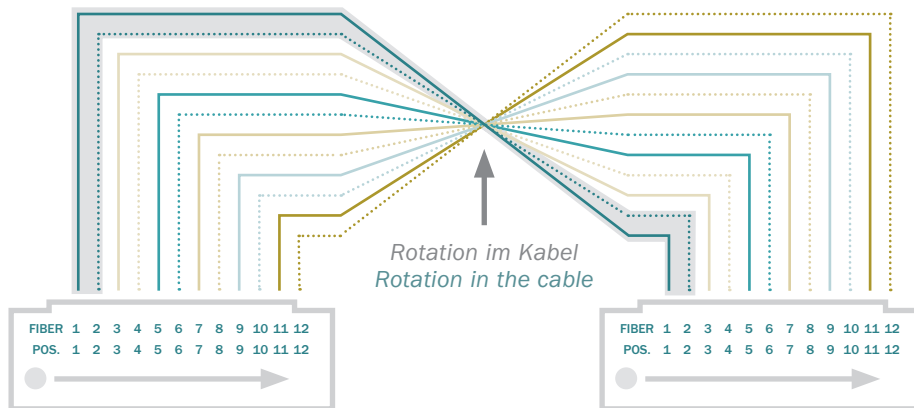 Rotation im Kabel
Rotation in the cable
FIBER 1 2 3 4 5 6 7 8 9 10 11 12
POS. 1 2 3 4 5 6 7 8 9 10 11 12
FIBER 1 2 3 4 5 6 7 8 9 10 11 12
POS. 1 2 3 4 5 6 7 8 9 10 11 12